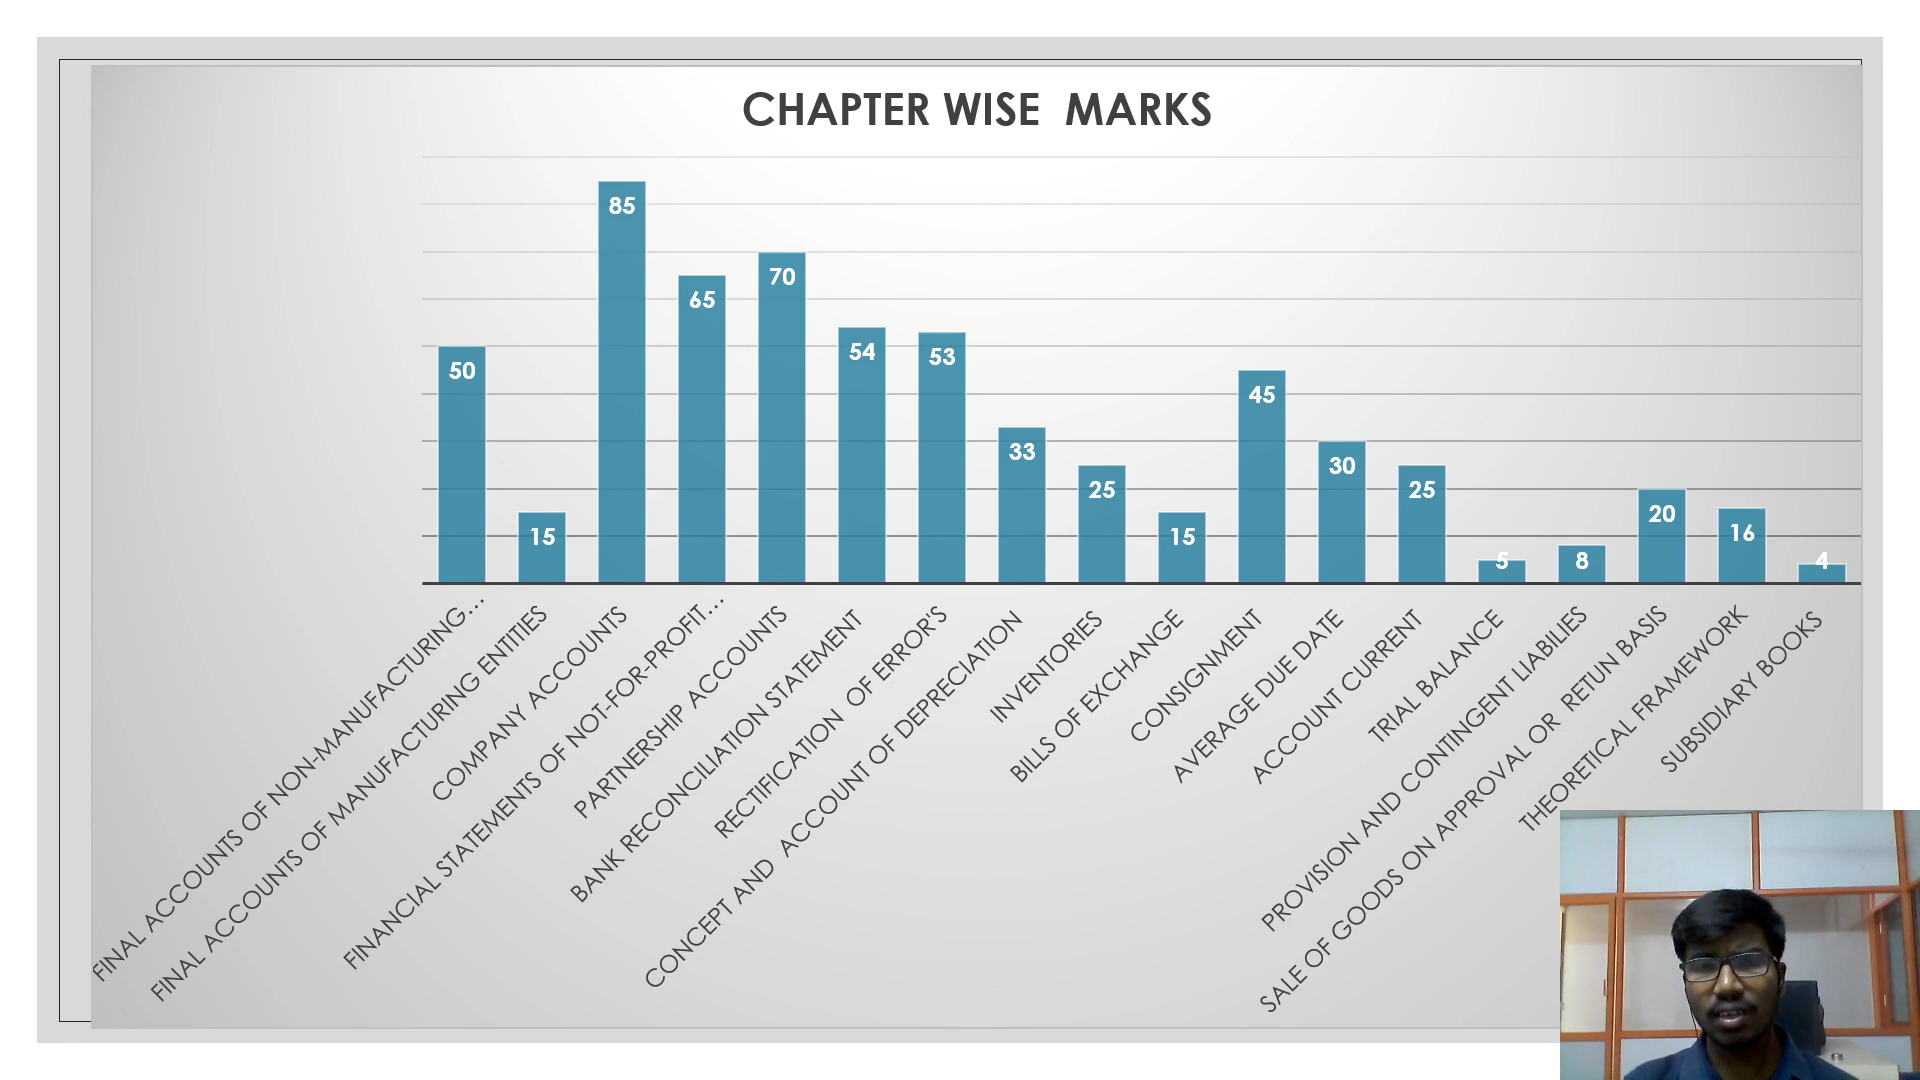 CHAPTER WISE  MARKS
50
15
85
65
70
54
53
33
25
15
45
30
25
5
8
20
16
4
FINAL ACCOUNTS OF NON-MANUFACTURING...
FINAL ACCOUNTS OF MANUFACTURING ENTITIES
COMPANY ACCOUNTS
FINANCIAL STATEMENTS OF NOT-FOR-PROFIT...
PARTNERSHIP ACCOUNTS
BANK RECONCILIATION STATEMENT
RECTIFICATION  OF ERROR'S
CONCEPT AND  ACCOUNT OF DEPRECIATION
INVENTORIES
BILLS OF EXCHANGE
CONSIGNMENT
AVERAGE DUE DATE
ACCOUNT CURRENT
TRIAL BALANCE
PROVISION AND CONTINGENT LIABILIES
SALE OF GOODS ON APPROVAL OR  RETUN BASIS
THEORETICAL FRAMEWORK
SUBSIDIARY BOOKS